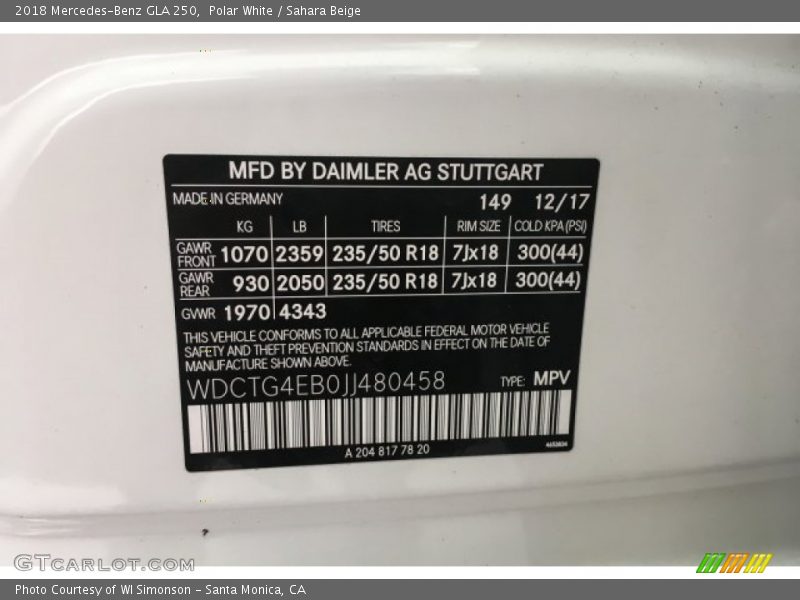 2018 Mercedes-Benz GLA 250,  Polar White / Sahara Beige
MFD BY DAIMLER AG STUTTGART
MADE IN GERMANY 149 12/17
KG LB TIRES RIM SIZE COLD KPA (PSI)
GAWR FRONT 1070 2359 235/50 R18 7Jx18 300(44)
GAWR REAR 930 2050 235/50 R18 7Jx18 300(44)
GVWR 1970 4343
THIS VEHICLE CONFORMS TO ALL APPLICABLE FEDERAL MOTOR VEHICLE
SAFETY AND THEFT PREVENTION STANDARDS IN EFFECT ON THE DATE OF
MANUFACTURE SHOWN ABOVE.
WDCTG4EB0JJ480458 TYPE: MPV
A 204 817 78 20
GTCARLOT.COM
Photo Courtesy of WI Simonson - Santa Monica, CA